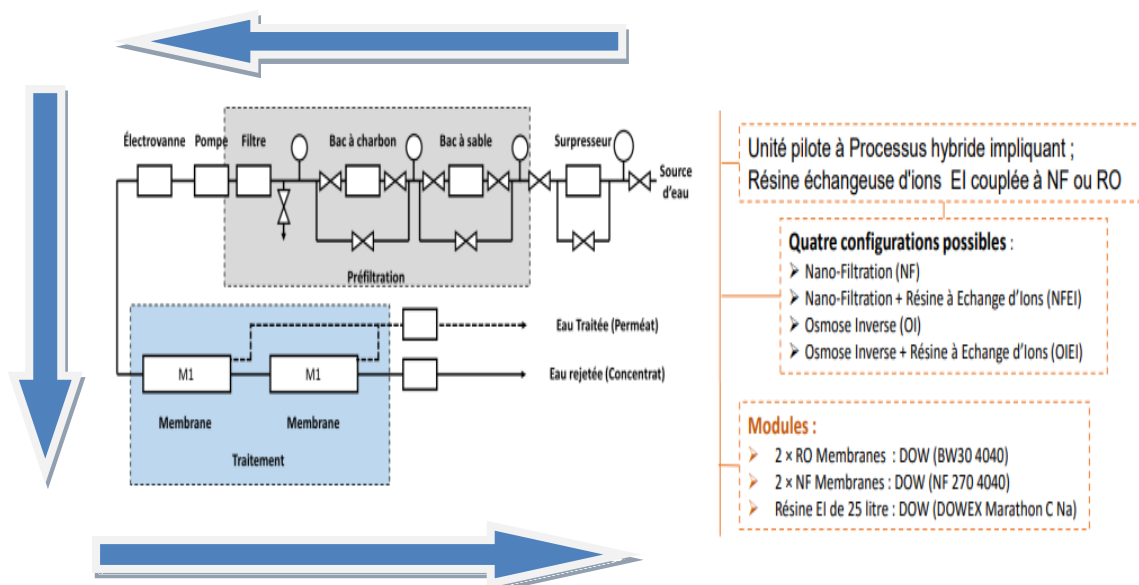 Électrovanne Pompe Filtre Bac à charbon Bac à sable Surpresseur
Source
d'eau
Préfiltration
Eau Traitée (Perméat)
M1 M1
Eau rejetée (Concentrat)
Membrane Membrane
Traitement
Unité pilote à Processus hybride impliquant ;
Résine échangeuse d'ions EI couplée à NF ou RO
Quatre configurations possibles :
➢ Nano-Filtration (NF)
➢ Nano-Filtration + Résine à Echange d'Ions (NFEI)
➢ Osmose Inverse (OI)
➢ Osmose Inverse + Résine à Echange d'Ions (OIEI)
Modules :
➢ 2 × RO Membranes : DOW (BW30 4040)
➢ 2 × NF Membranes : DOW (NF 270 4040)
➢ Résine EI de 25 litre : DOW (DOWEX Marathon C Na)